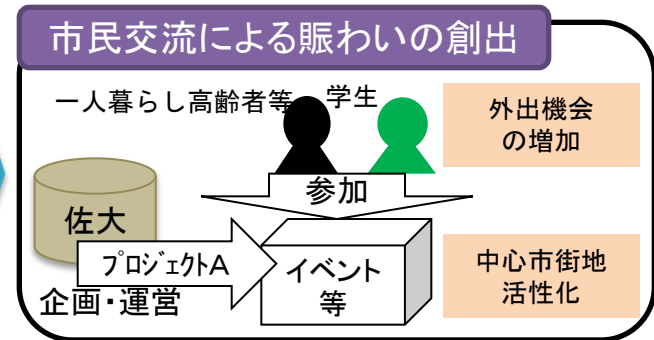 市民交流による賑わいの創出
一人暮らし高齢者等
学生
外出機会
の増加
参加
佐大
プロジェクトA
企画・運営
イベント
等
中心市街地
活性化